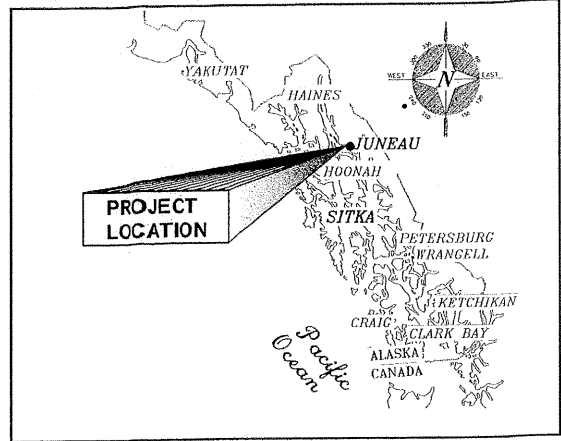 YAKUTAT
HAINES
WEST
N
EAST
JUNEAU
HOONAH
PROJECT
LOCATION
SITKA
PETERSBURG
WRANGELL
KETCHIKAN
CRAIG
CLARK BAY
Pacific
Ocean
ALASKA
CANADA